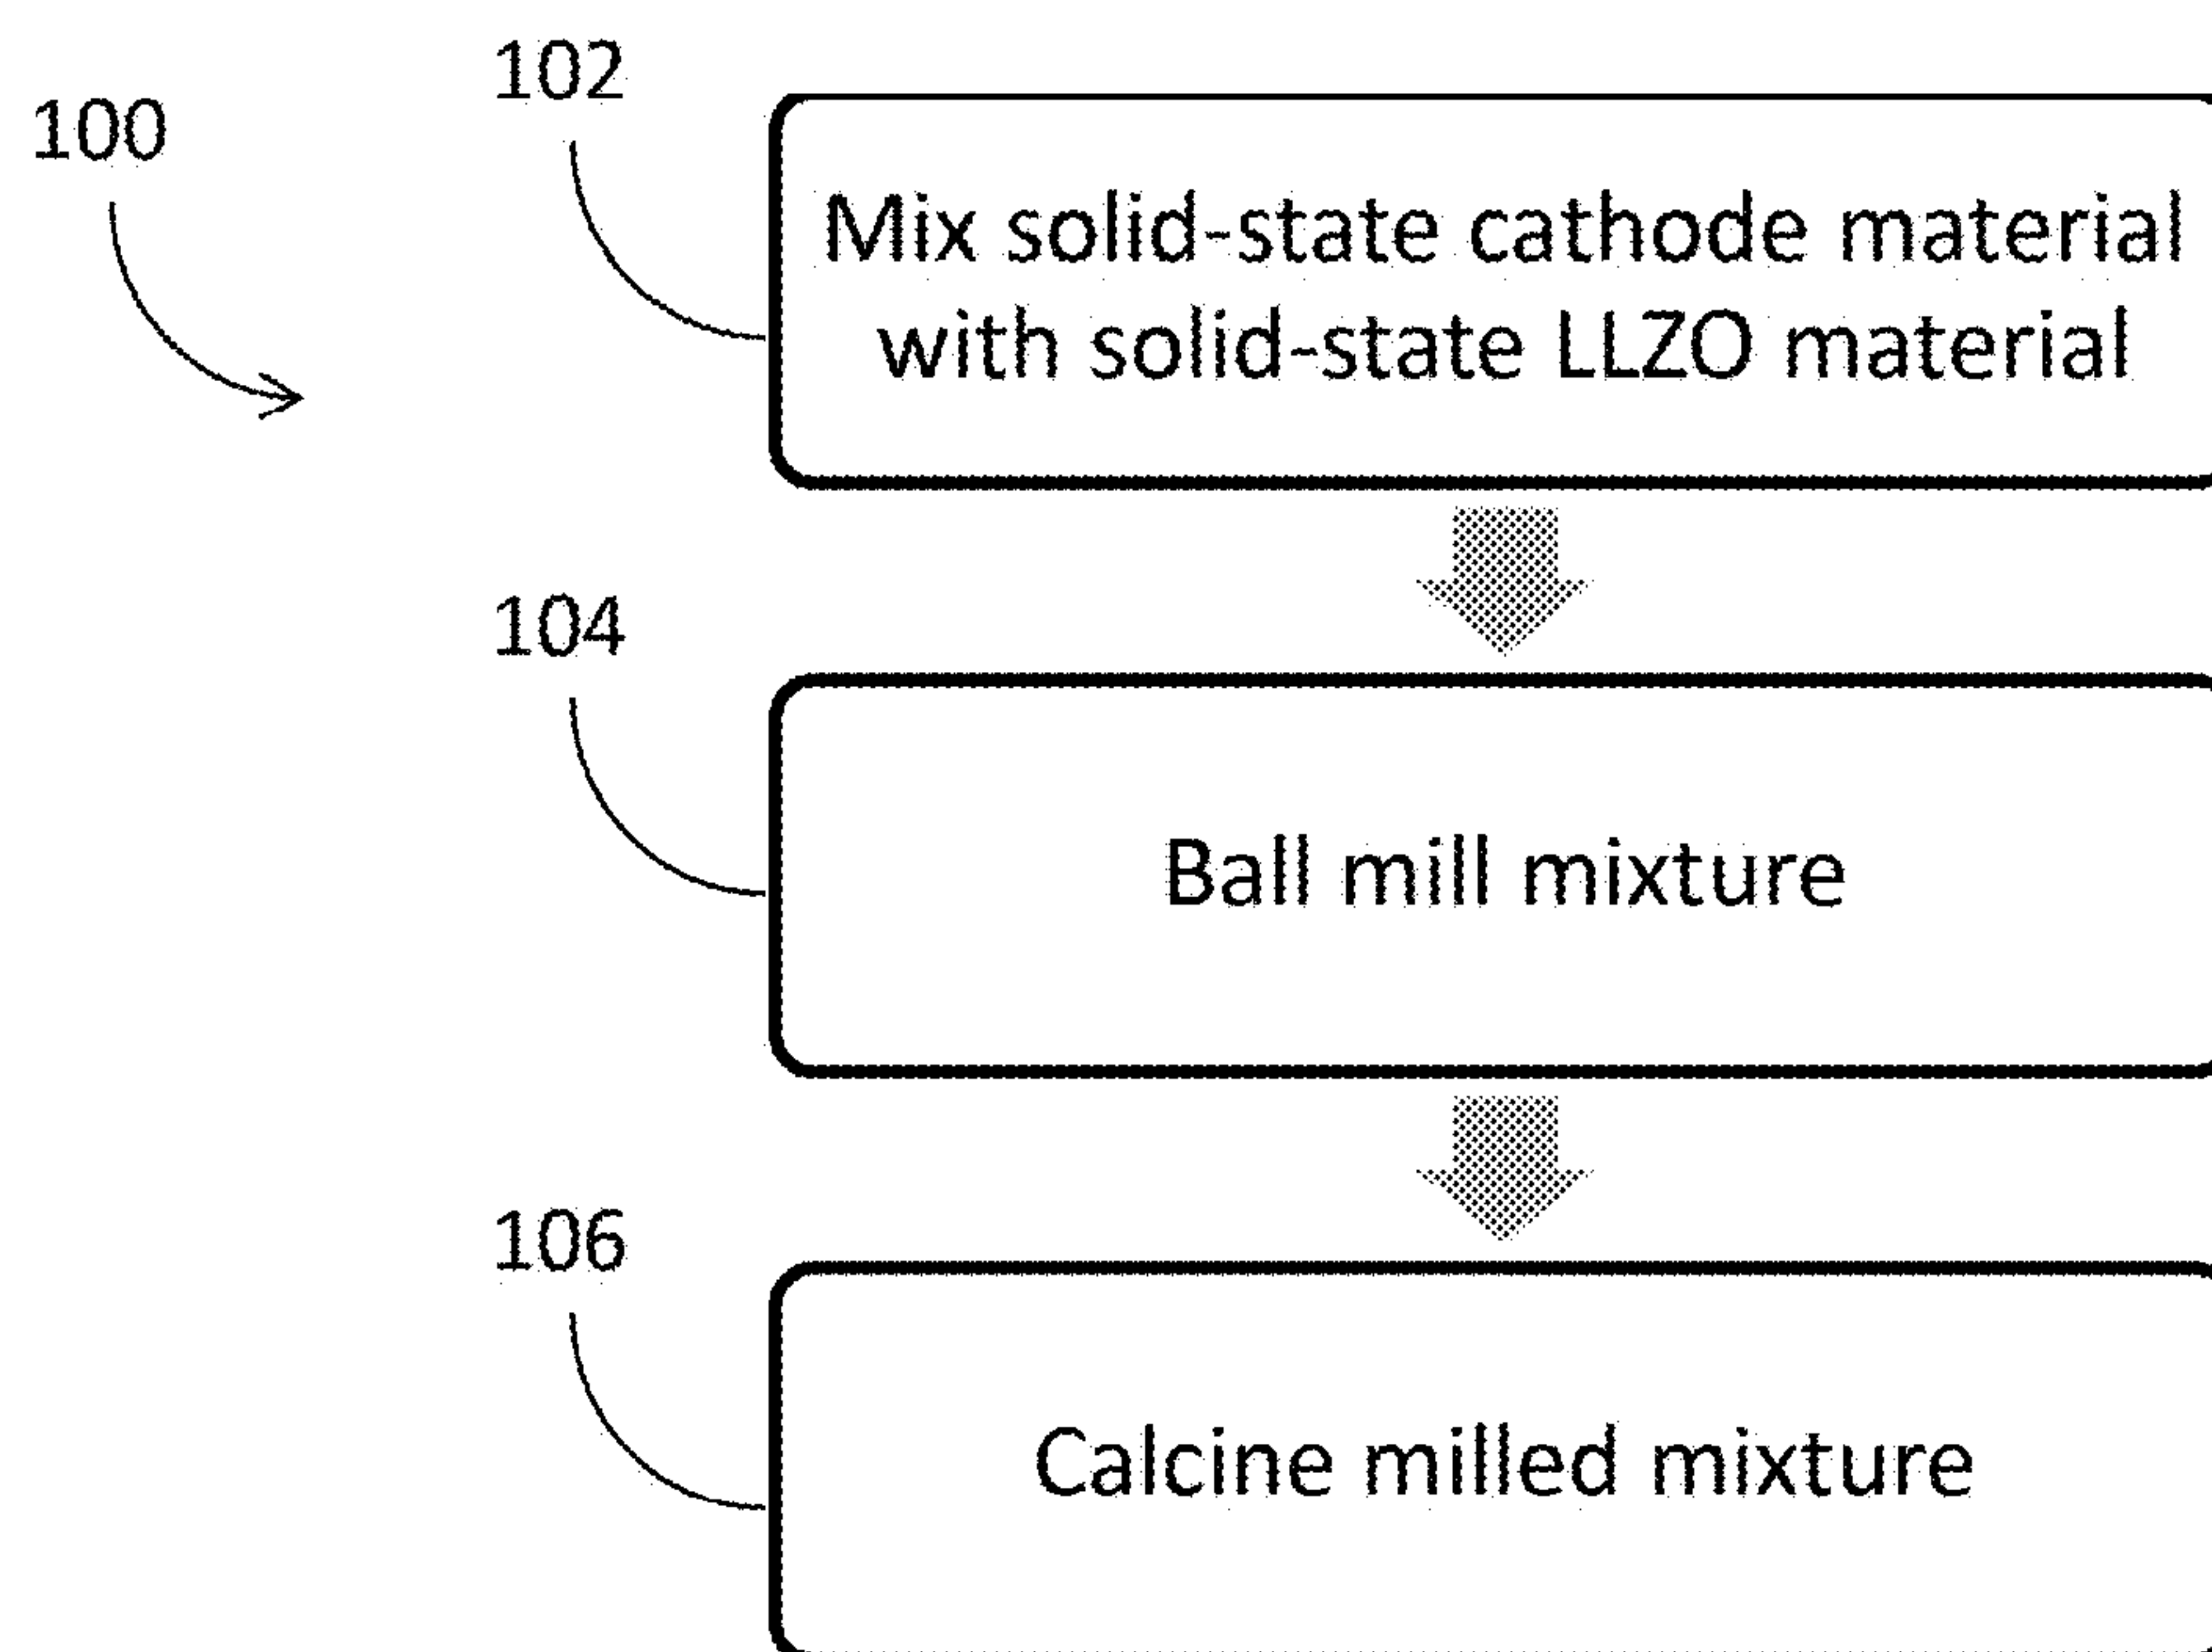 100
102
Mix solid-state cathode material
with solid-state LLZO material
104
Ball mill mixture
106
Calcine milled mixture